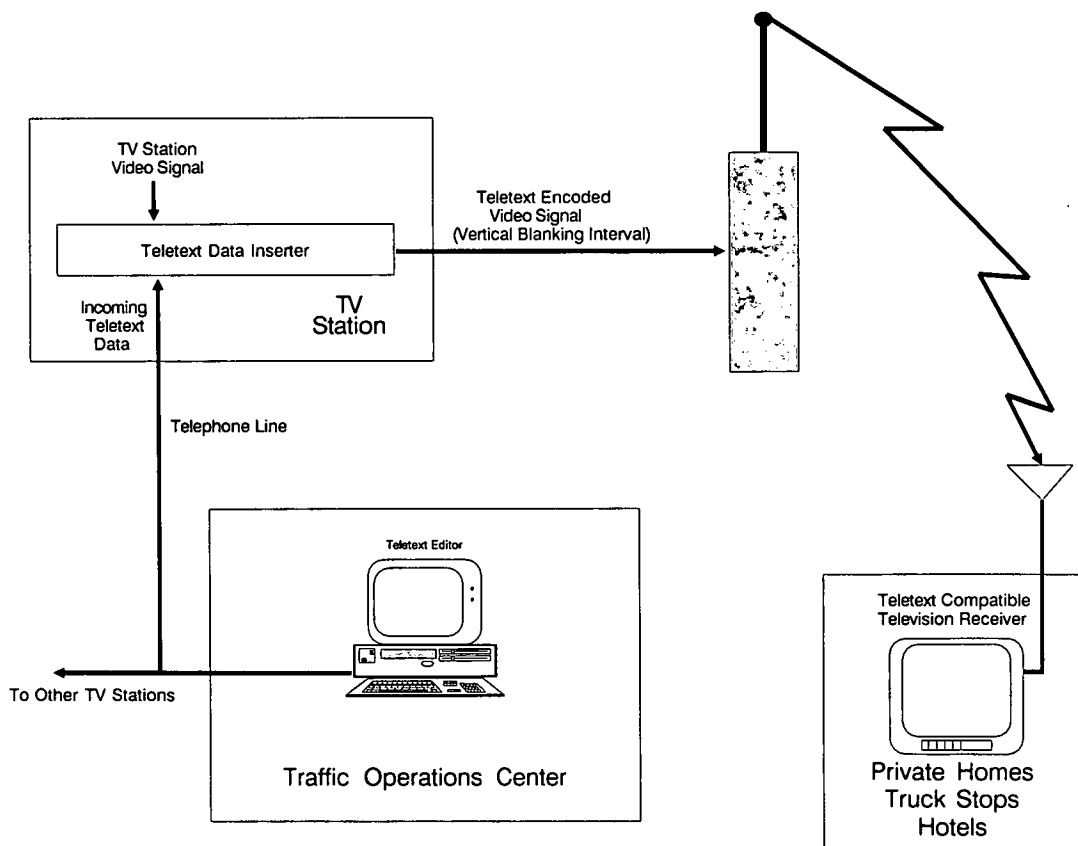 TV Station
Video Signal
Teletext Data Inserter
Incoming
Teletext
Data
TV
Station
Teletext Encoded
Video Signal
(Vertical Blanking Interval)
Telephone Line
To Other TV Stations
Teletext Editor
Traffic Operations Center
Teletext Compatible
Television Receiver
Private Homes
Truck Stops
Hotels